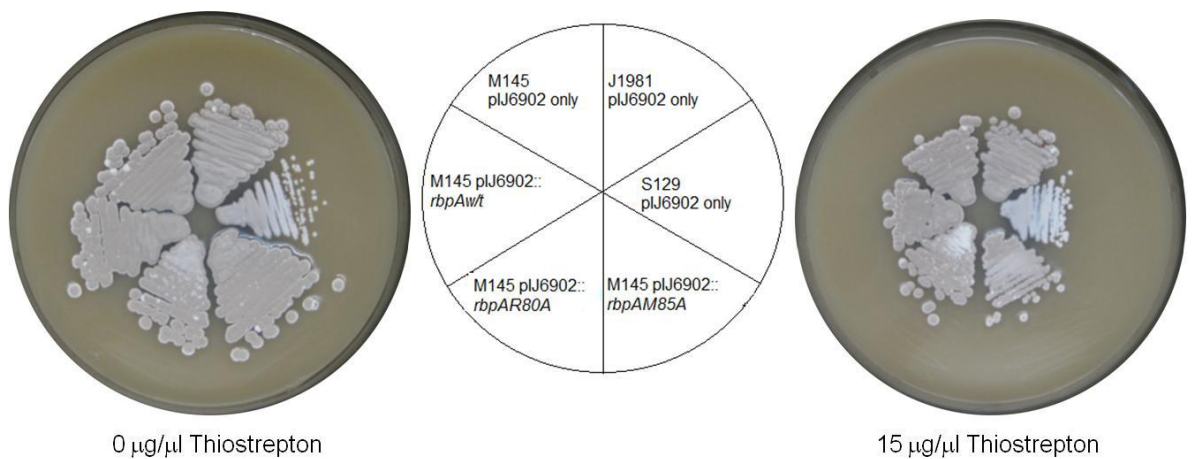 M145
pIJ6902 only
J1981
pIJ6902 only
M145 pIJ6902::
rbpAw/t
S129
pIJ6902 only
M145 pIJ6902::
rbpAR80A
M145 pIJ6902::
rbpAM85A
0 μg/μl Thiostrepton
15 μg/μl Thiostrepton